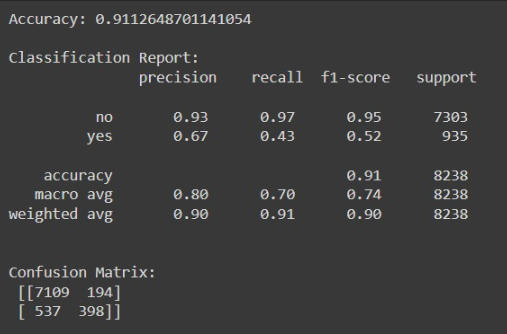 Accuracy: 0.9112648701141054
Classification Report:
precision recall f1-score support
no 0.93 0.97 0.95 7303
yes 0.67 0.43 0.52 935
accuracy 0.91 8238
macro avg 0.80 0.70 0.74 8238
weighted avg 0.90 0.91 0.90 8238
Confusion Matrix:
[[7109 194]
[ 537 398]]